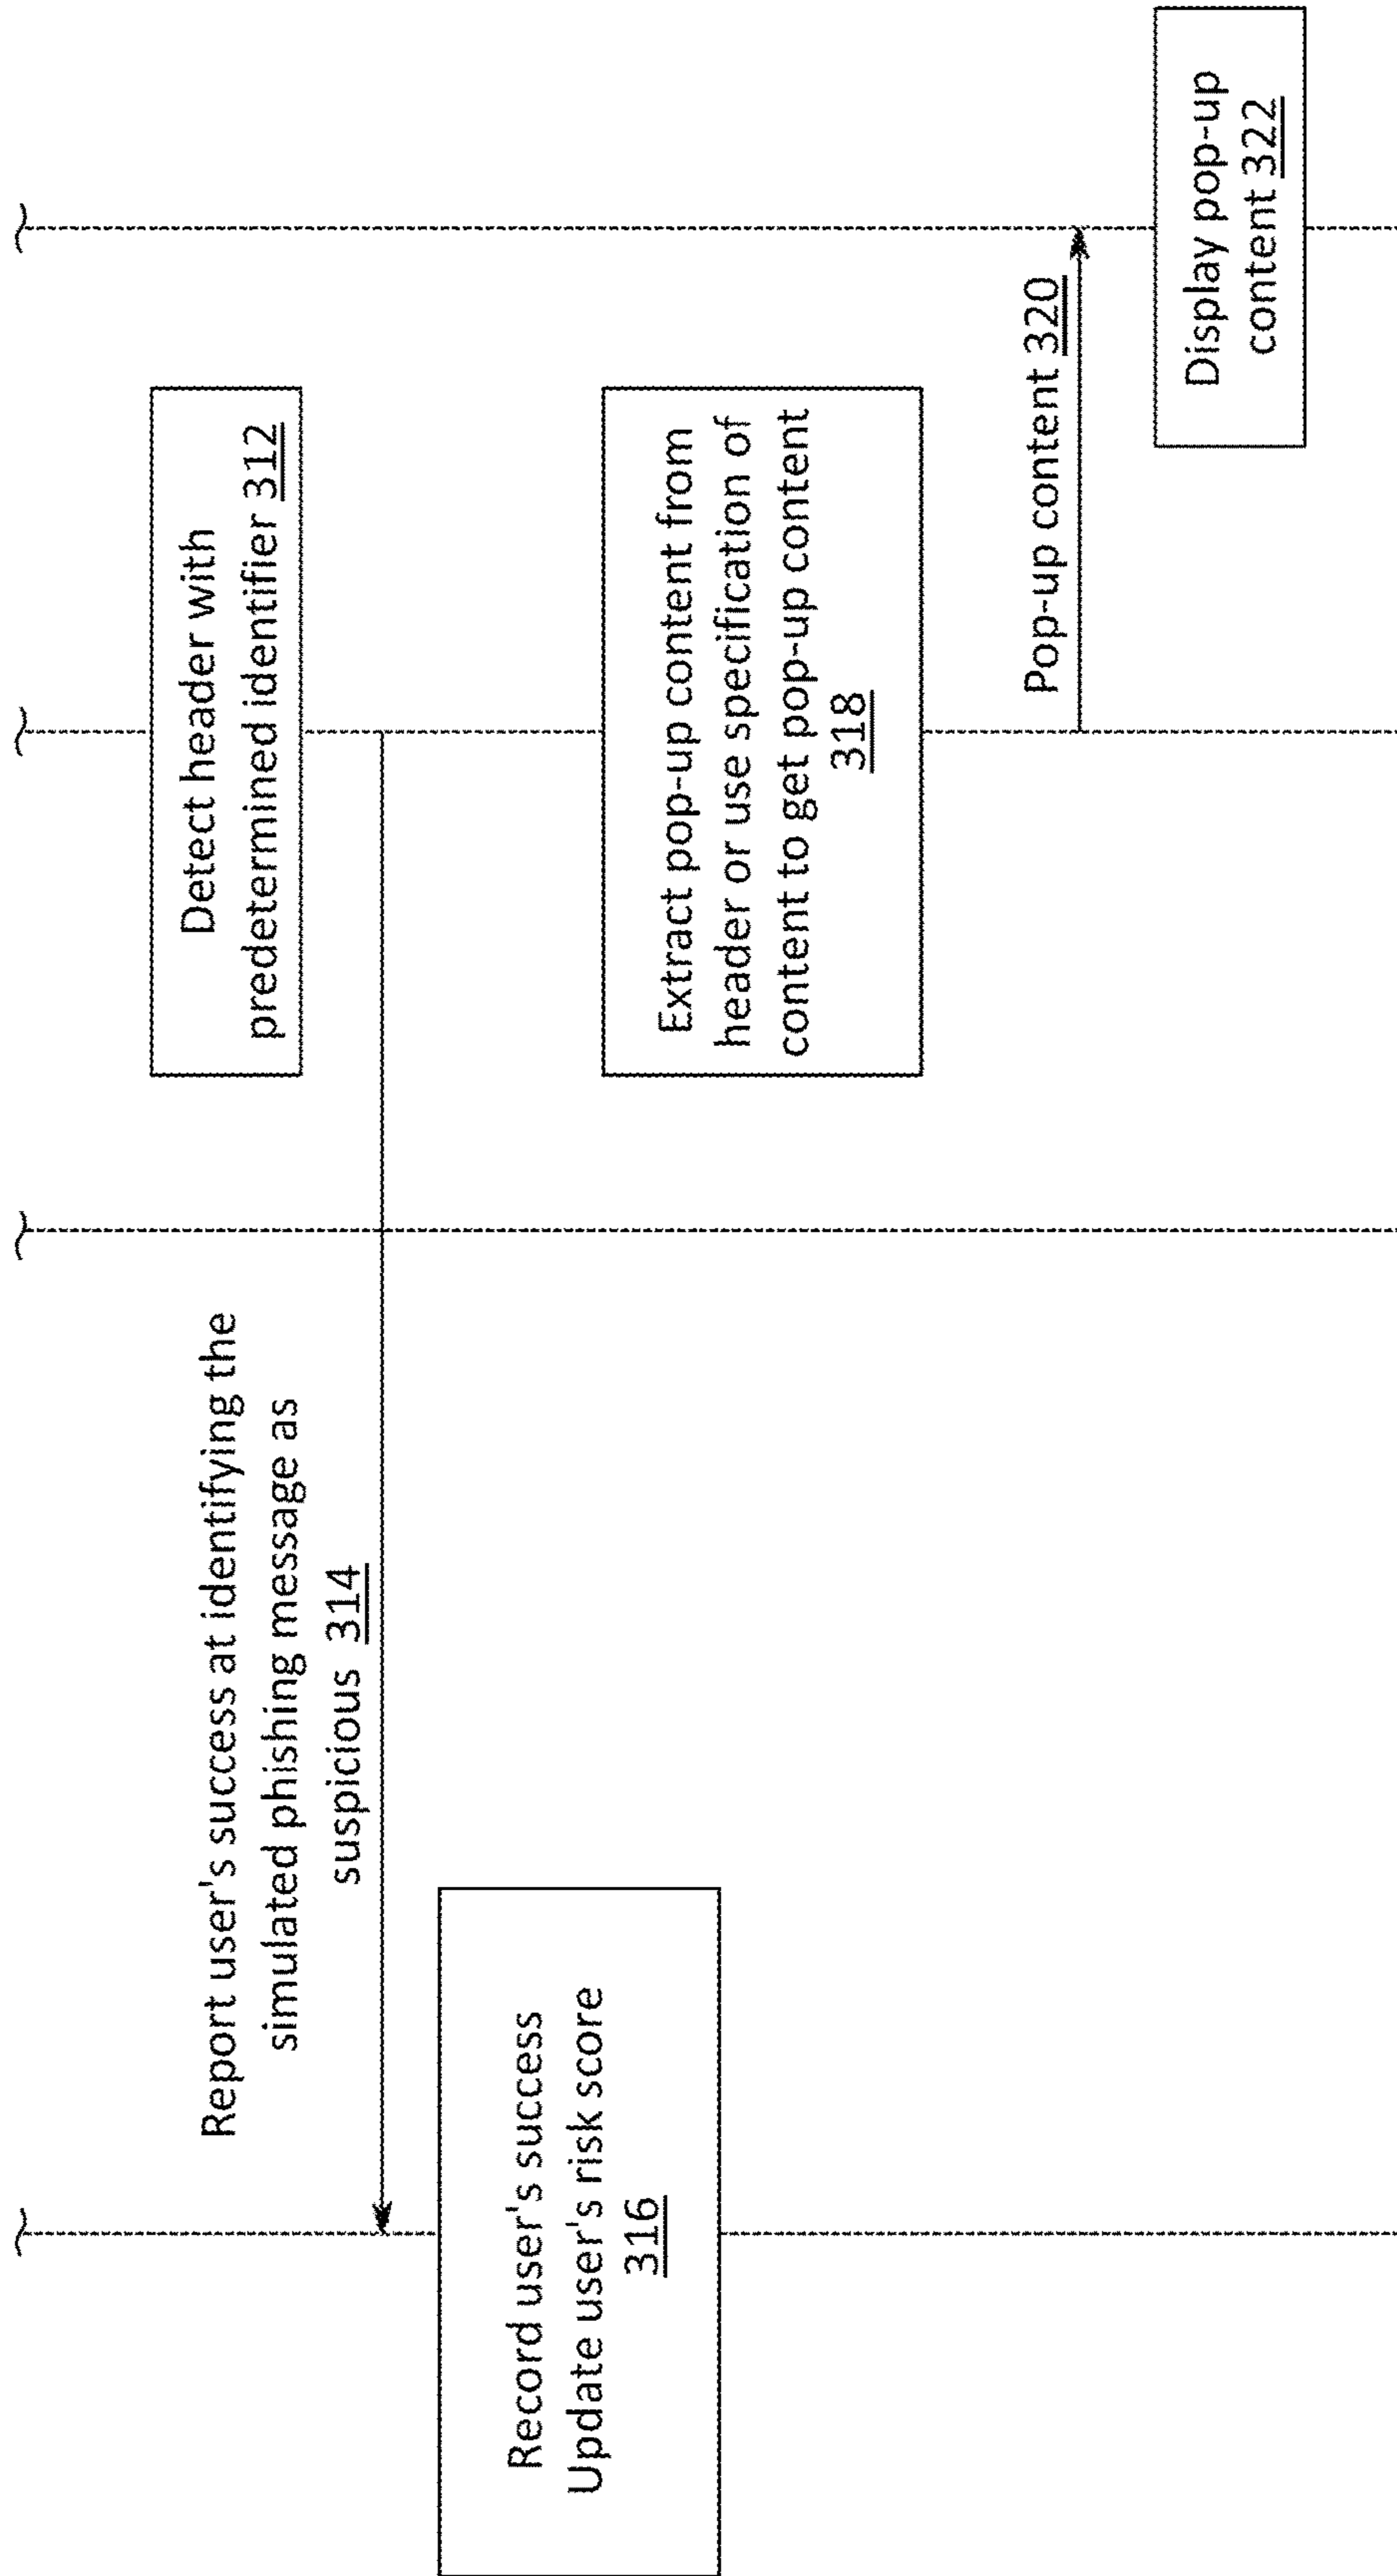 Detect header with
predetermined identifier 312
Report user's success at identifying the
simulated phishing message as
suspicious 314
Record user's success
Update user's risk score
316
Extract pop-up content from
header or use specification of
content to get pop-up content
318
Pop-up content 320
Display pop-up
content 322